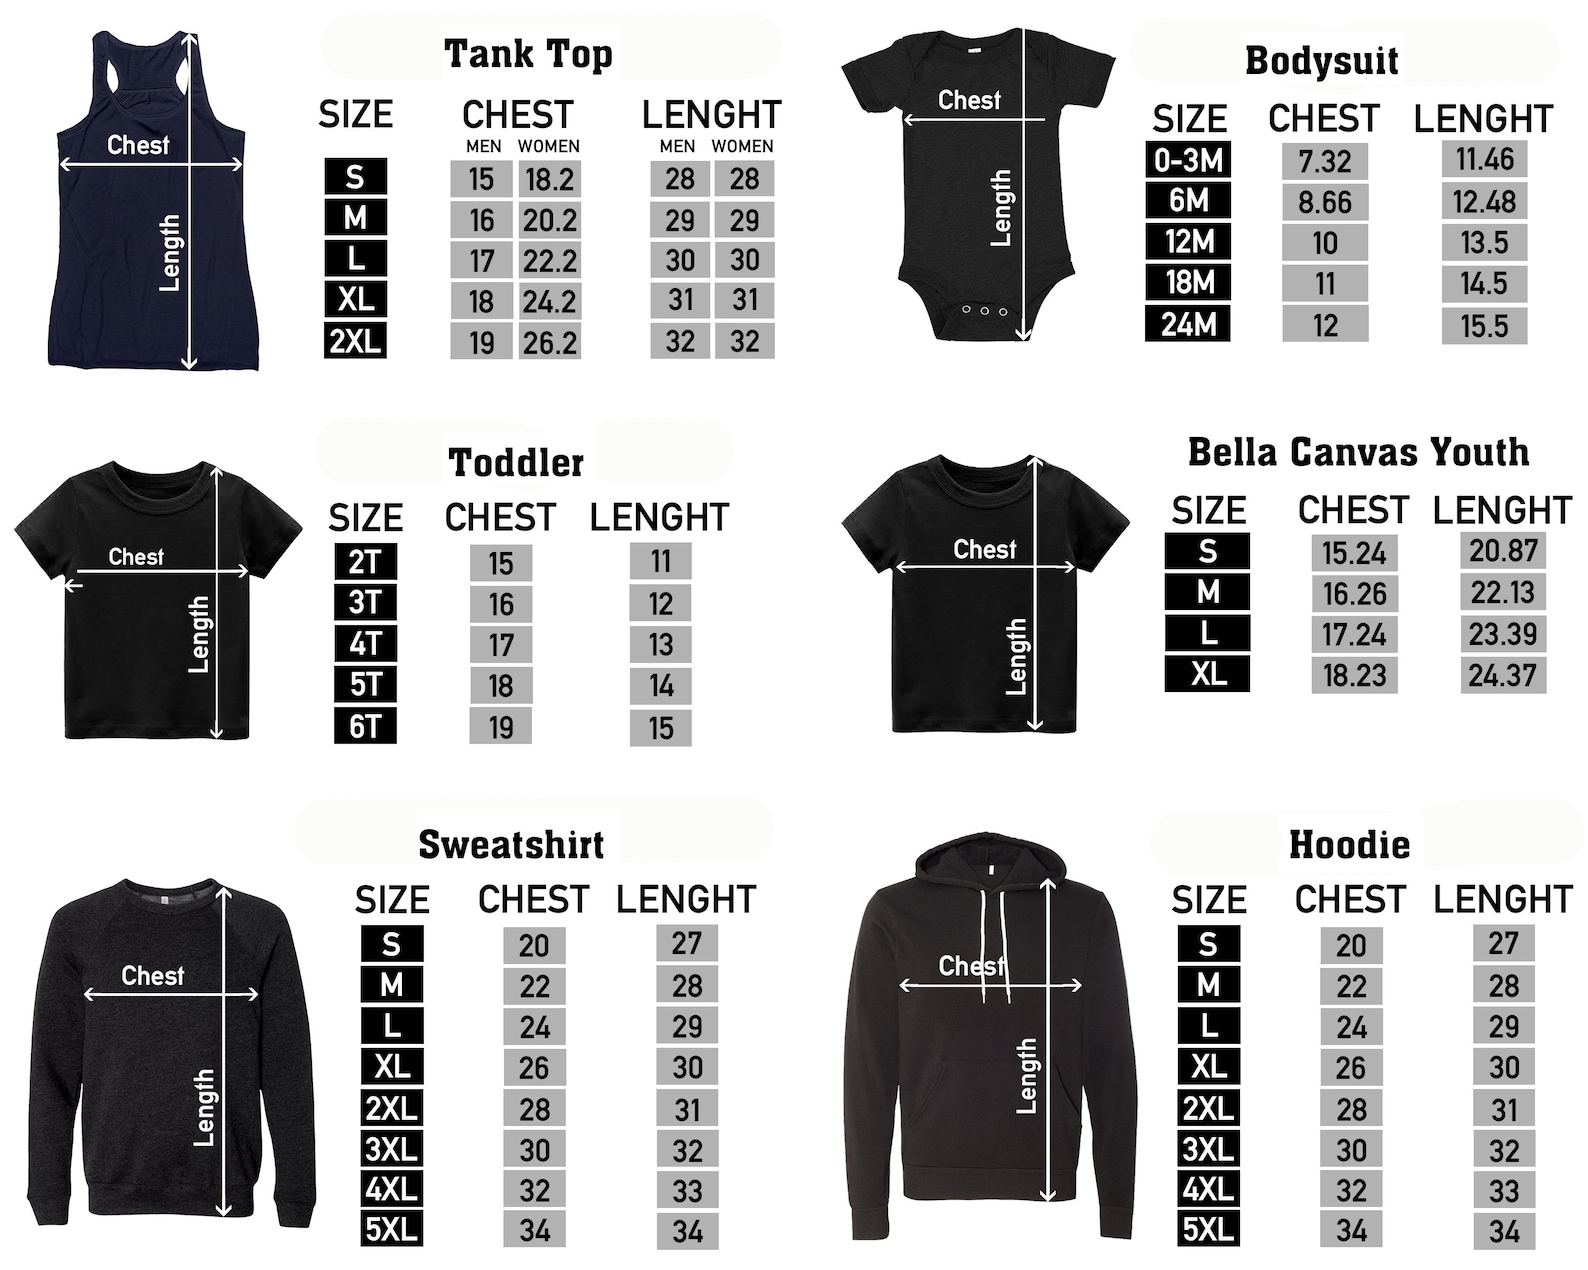 Tank Top
SIZE CHEST LENGHT
MEN WOMEN MEN WOMEN
S 15 18.2 28 28
M 16 20.2 29 29
L 17 22.2 30 30
XL 18 24.2 31 31
2XL 19 26.2 32 32
Chest
Length
Bodysuit
SIZE CHEST LENGHT
0-3M 7.32 11.46
6M 8.66 12.48
12M 10 13.5
18M 11 14.5
24M 12 15.5
Chest
Length
Toddler
SIZE CHEST LENGHT
2T 15 11
3T 16 12
4T 17 13
5T 18 14
6T 19 15
Chest
Length
Bella Canvas Youth
SIZE CHEST LENGHT
S 15.24 20.87
M 16.26 22.13
L 17.24 23.39
XL 18.23 24.37
Chest
Length
Sweatshirt
SIZE CHEST LENGHT
S 20 27
M 22 28
L 24 29
XL 26 30
2XL 28 31
3XL 30 32
4XL 32 33
5XL 34 34
Chest
Length
Hoodie
SIZE CHEST LENGHT
S 20 27
M 22 28
L 24 29
XL 26 30
2XL 28 31
3XL 30 32
4XL 32 33
5XL 34 34
Chest
Length